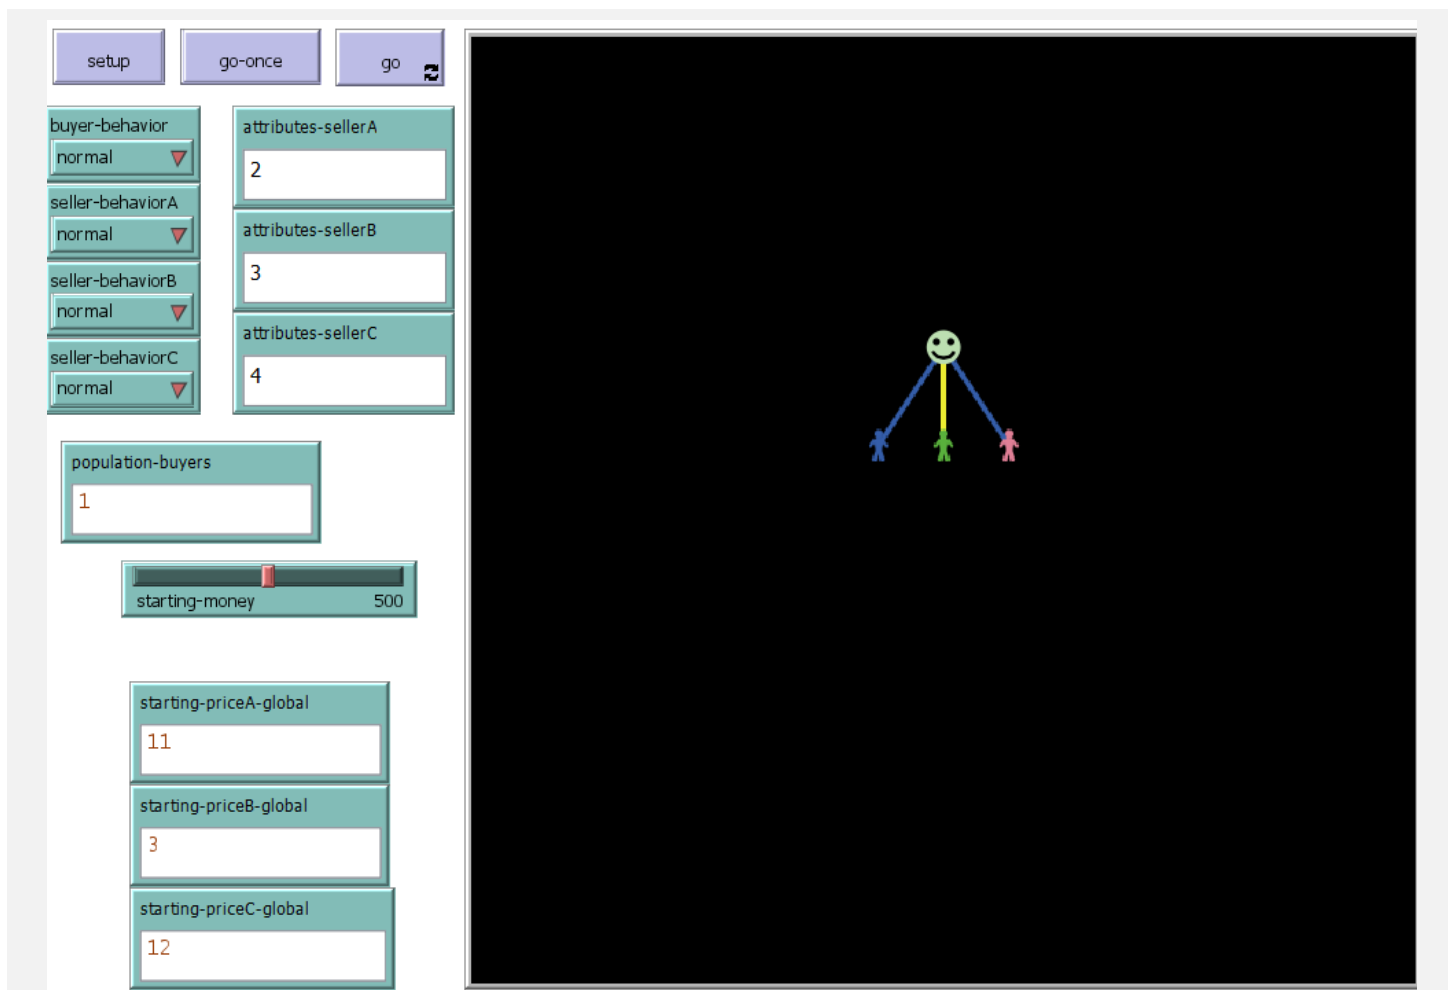 setup
go-once
go
buyer-behavior
normal
seller-behaviorA
normal
seller-behaviorB
normal
seller-behaviorC
normal
attributes-sellerA
2
attributes-sellerB
3
attributes-sellerC
4
population-buyers
1
starting-money 500
starting-priceA-global
11
starting-priceB-global
3
starting-priceC-global
12